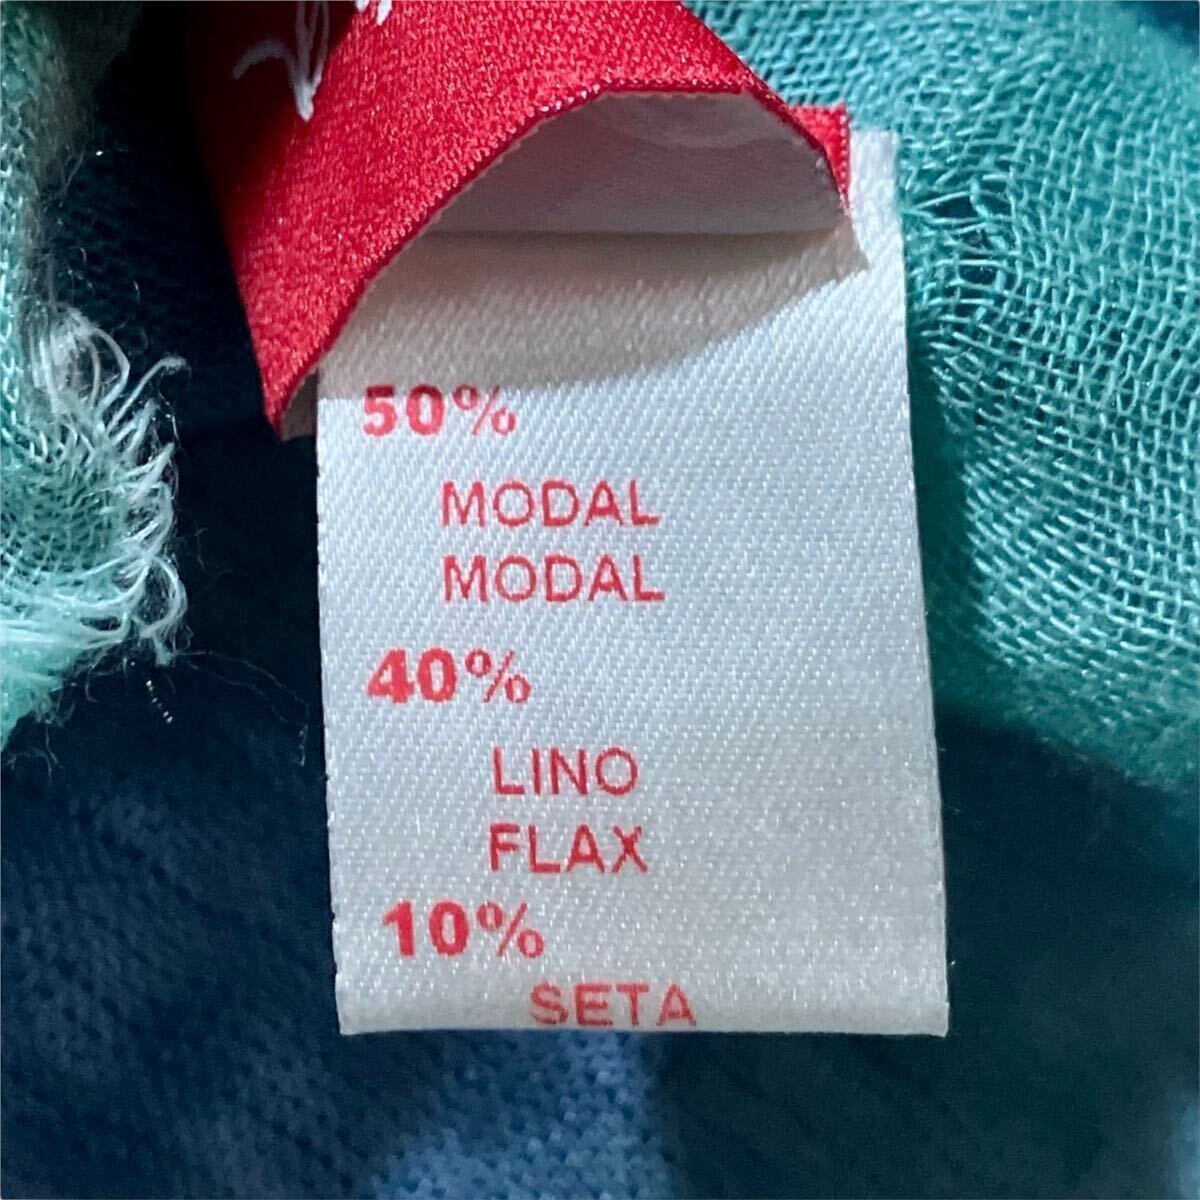 50%
MODAL
MODAL
40%
LINO
FLAX
10%
SETA